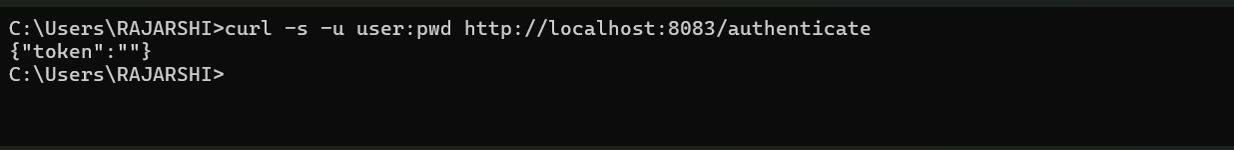 C:\Users\RAJARSHI>curl -s -u user:pwd http://localhost:8083/authenticate
{"token":""}
C:\Users\RAJARSHI>